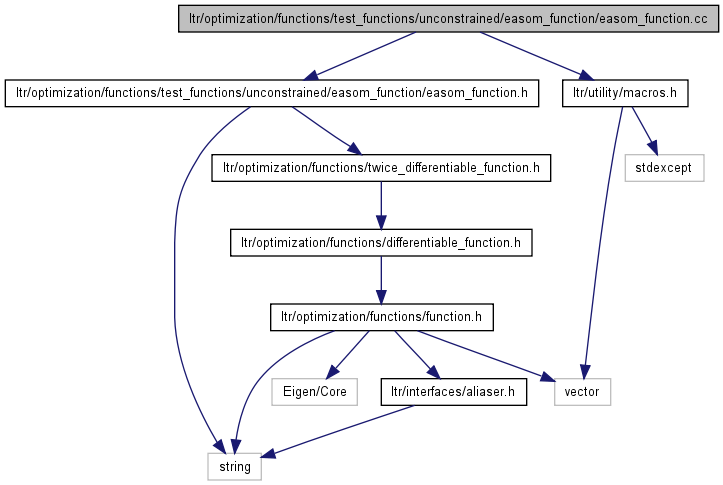 ltr/optimization/functions/test_functions/unconstrained/easom_function/easom_function.cc
ltr/optimization/functions/test_functions/unconstrained/easom_function/easom_function.h
ltr/utility/macros.h
ltr/optimization/functions/twice_differentiable_function.h
stdexcept
ltr/optimization/functions/differentiable_function.h
ltr/optimization/functions/function.h
Eigen/Core
ltr/interfaces/aliaser.h
vector
string